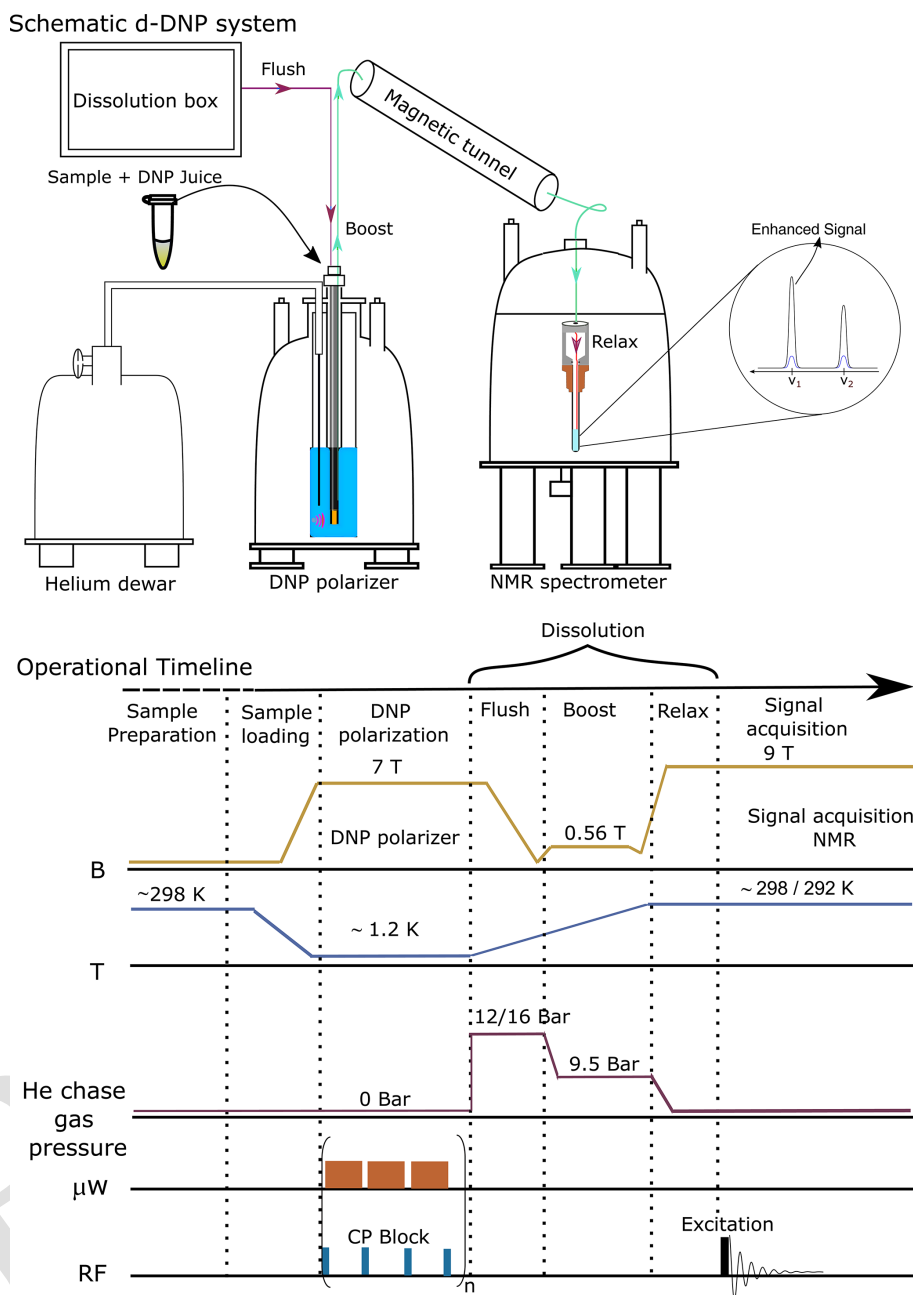 Schematic d-DNP system
Flush
Dissolution box
Magnetic tunnel
Sample + DNP Juice
Boost
Enhanced Signal
Relax
ν1
ν2
Helium dewar
DNP polarizer
NMR spectrometer
Dissolution
Operational Timeline
Sample
Preparation
Sample
loading
DNP
polarization
Flush
Boost
Relax
Signal
acquisition
7 T
9 T
DNP polarizer
0.56 T
Signal acquisition
NMR
B
~298 K
~ 1.2 K
~ 298 / 292 K
T
12/16 Bar
9.5 Bar
0 Bar
He chase
gas
pressure
μW
CP Block
Excitation
RF
n